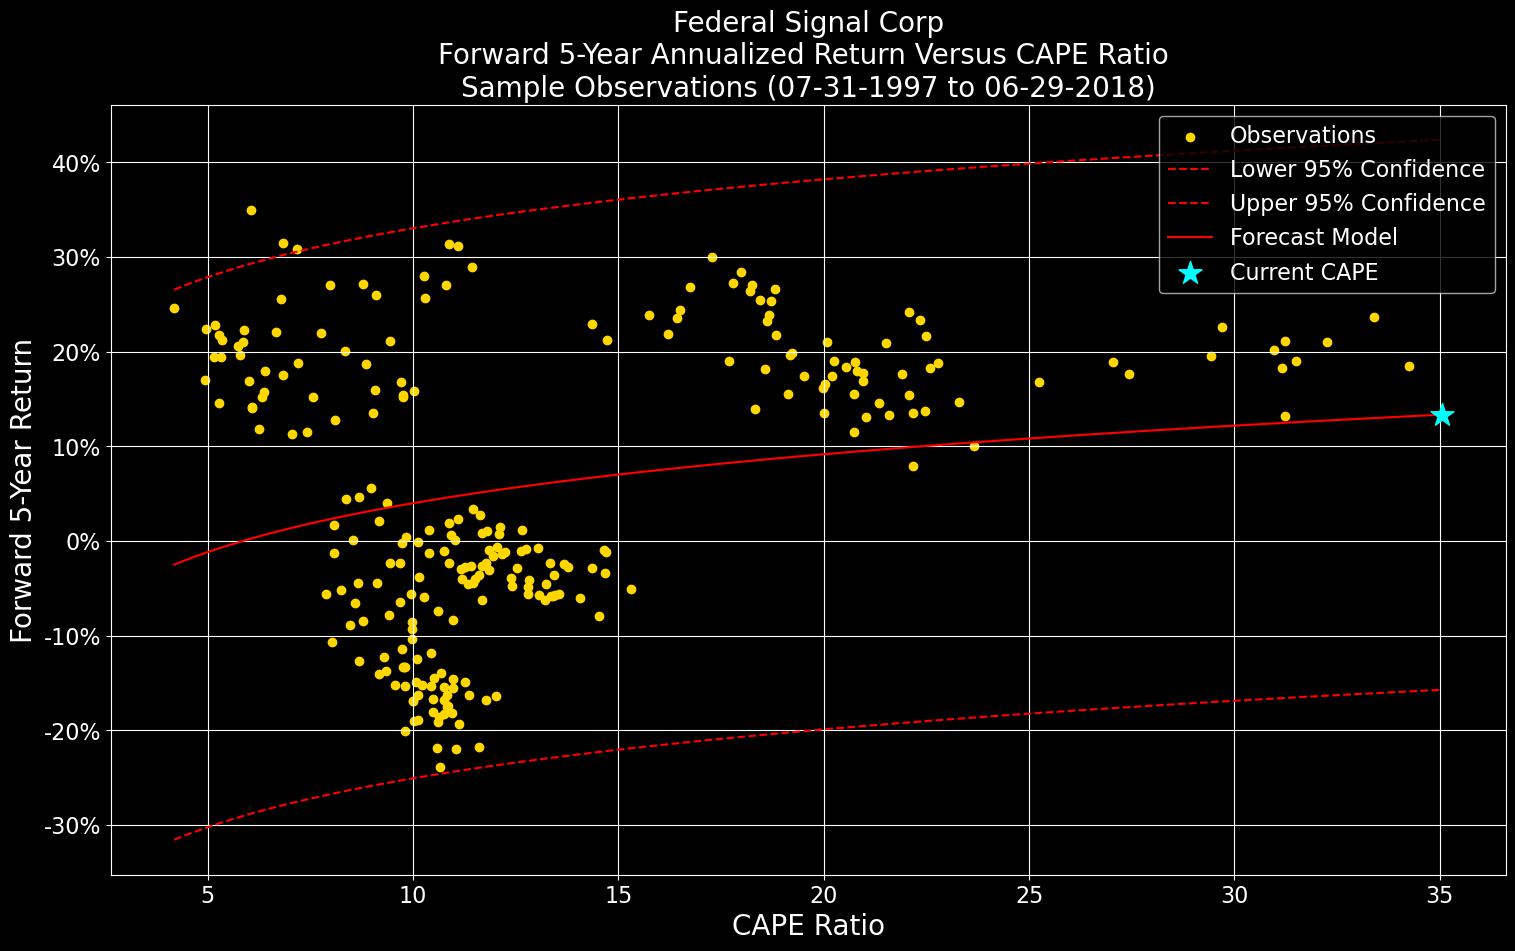 Federal Signal Corp
Forward 5-Year Annualized Return Versus CAPE Ratio
Sample Observations (07-31-1997 to 06-29-2018)
Observations
Lower 95% Confidence
Upper 95% Confidence
Forecast Model
Current CAPE
Forward 5-Year Return
40%
30%
20%
10%
0%
-10%
-20%
-30%
5 10 15 20 25 30 35
CAPE Ratio